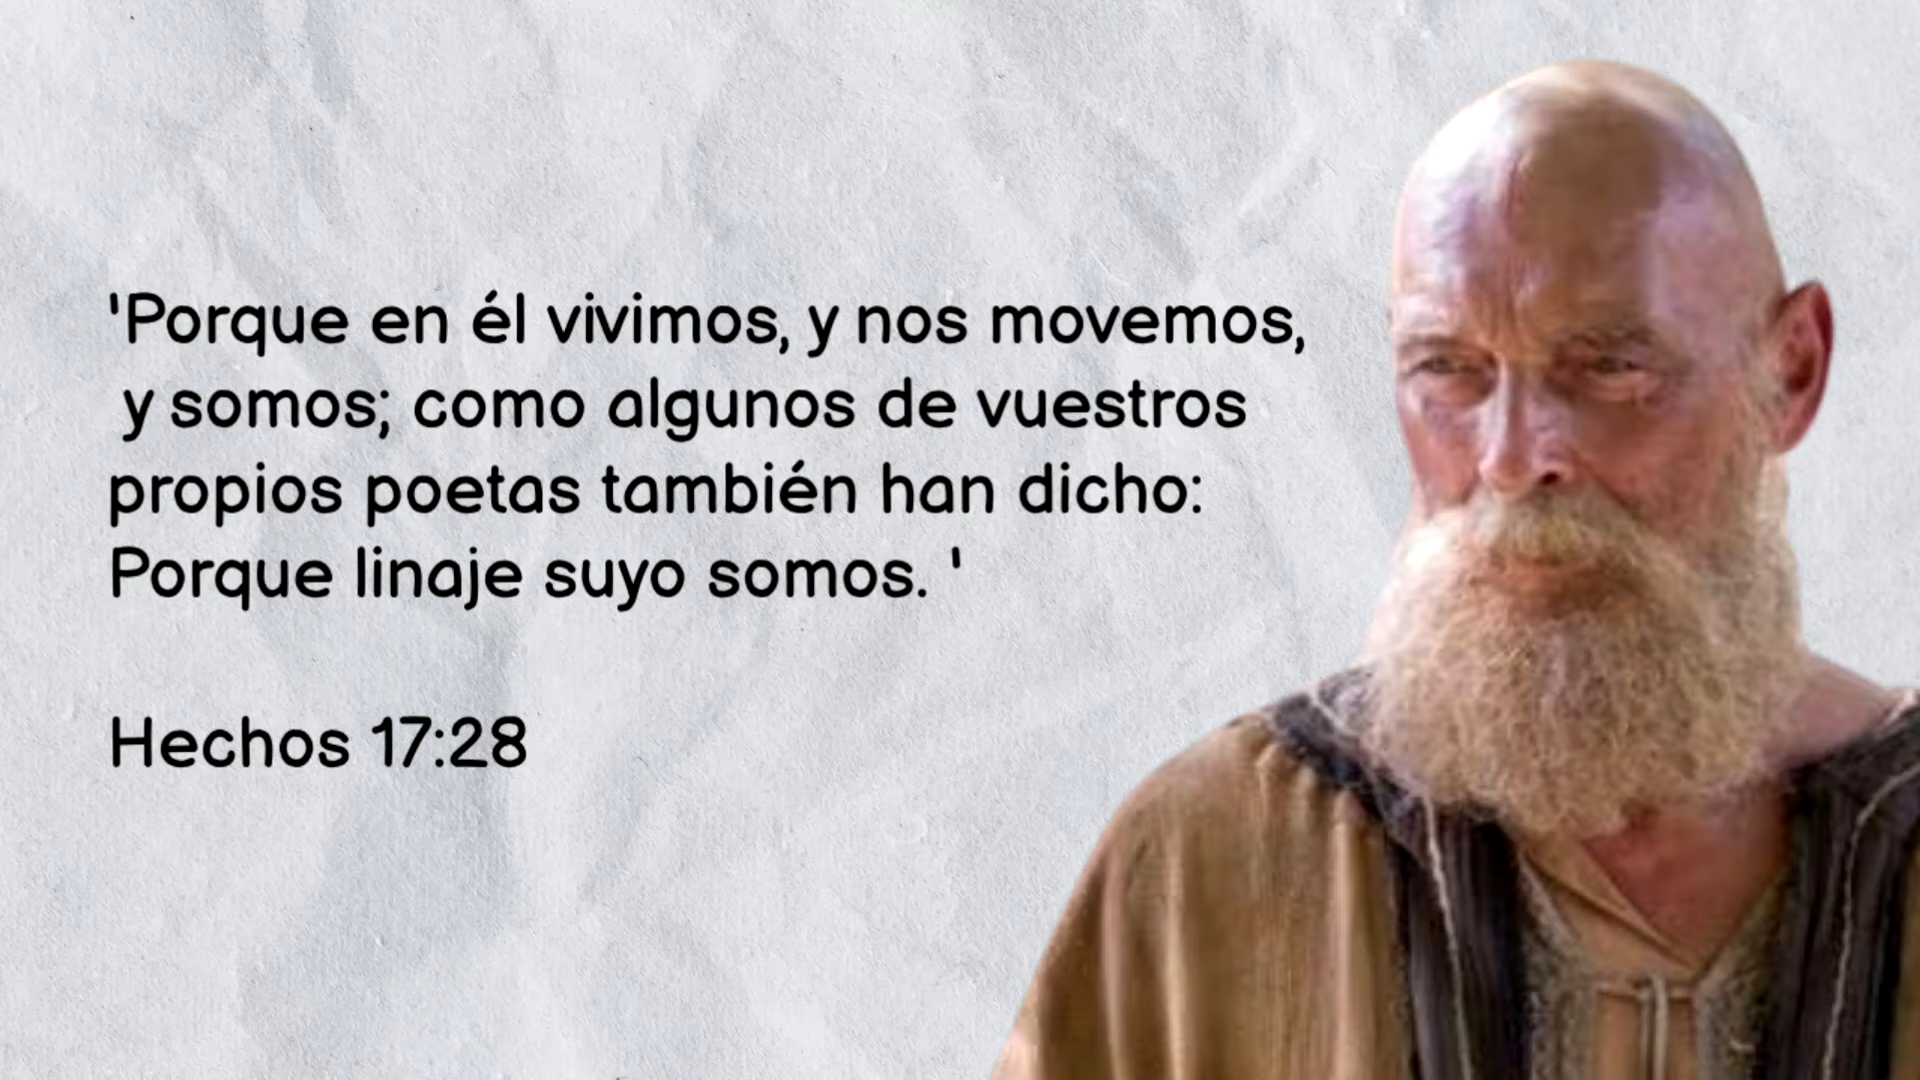 'Porque en él vivimos, y nos movemos,
y somos; como algunos de vuestros
propios poetas también han dicho:
Porque linaje suyo somos. '
Hechos 17:28